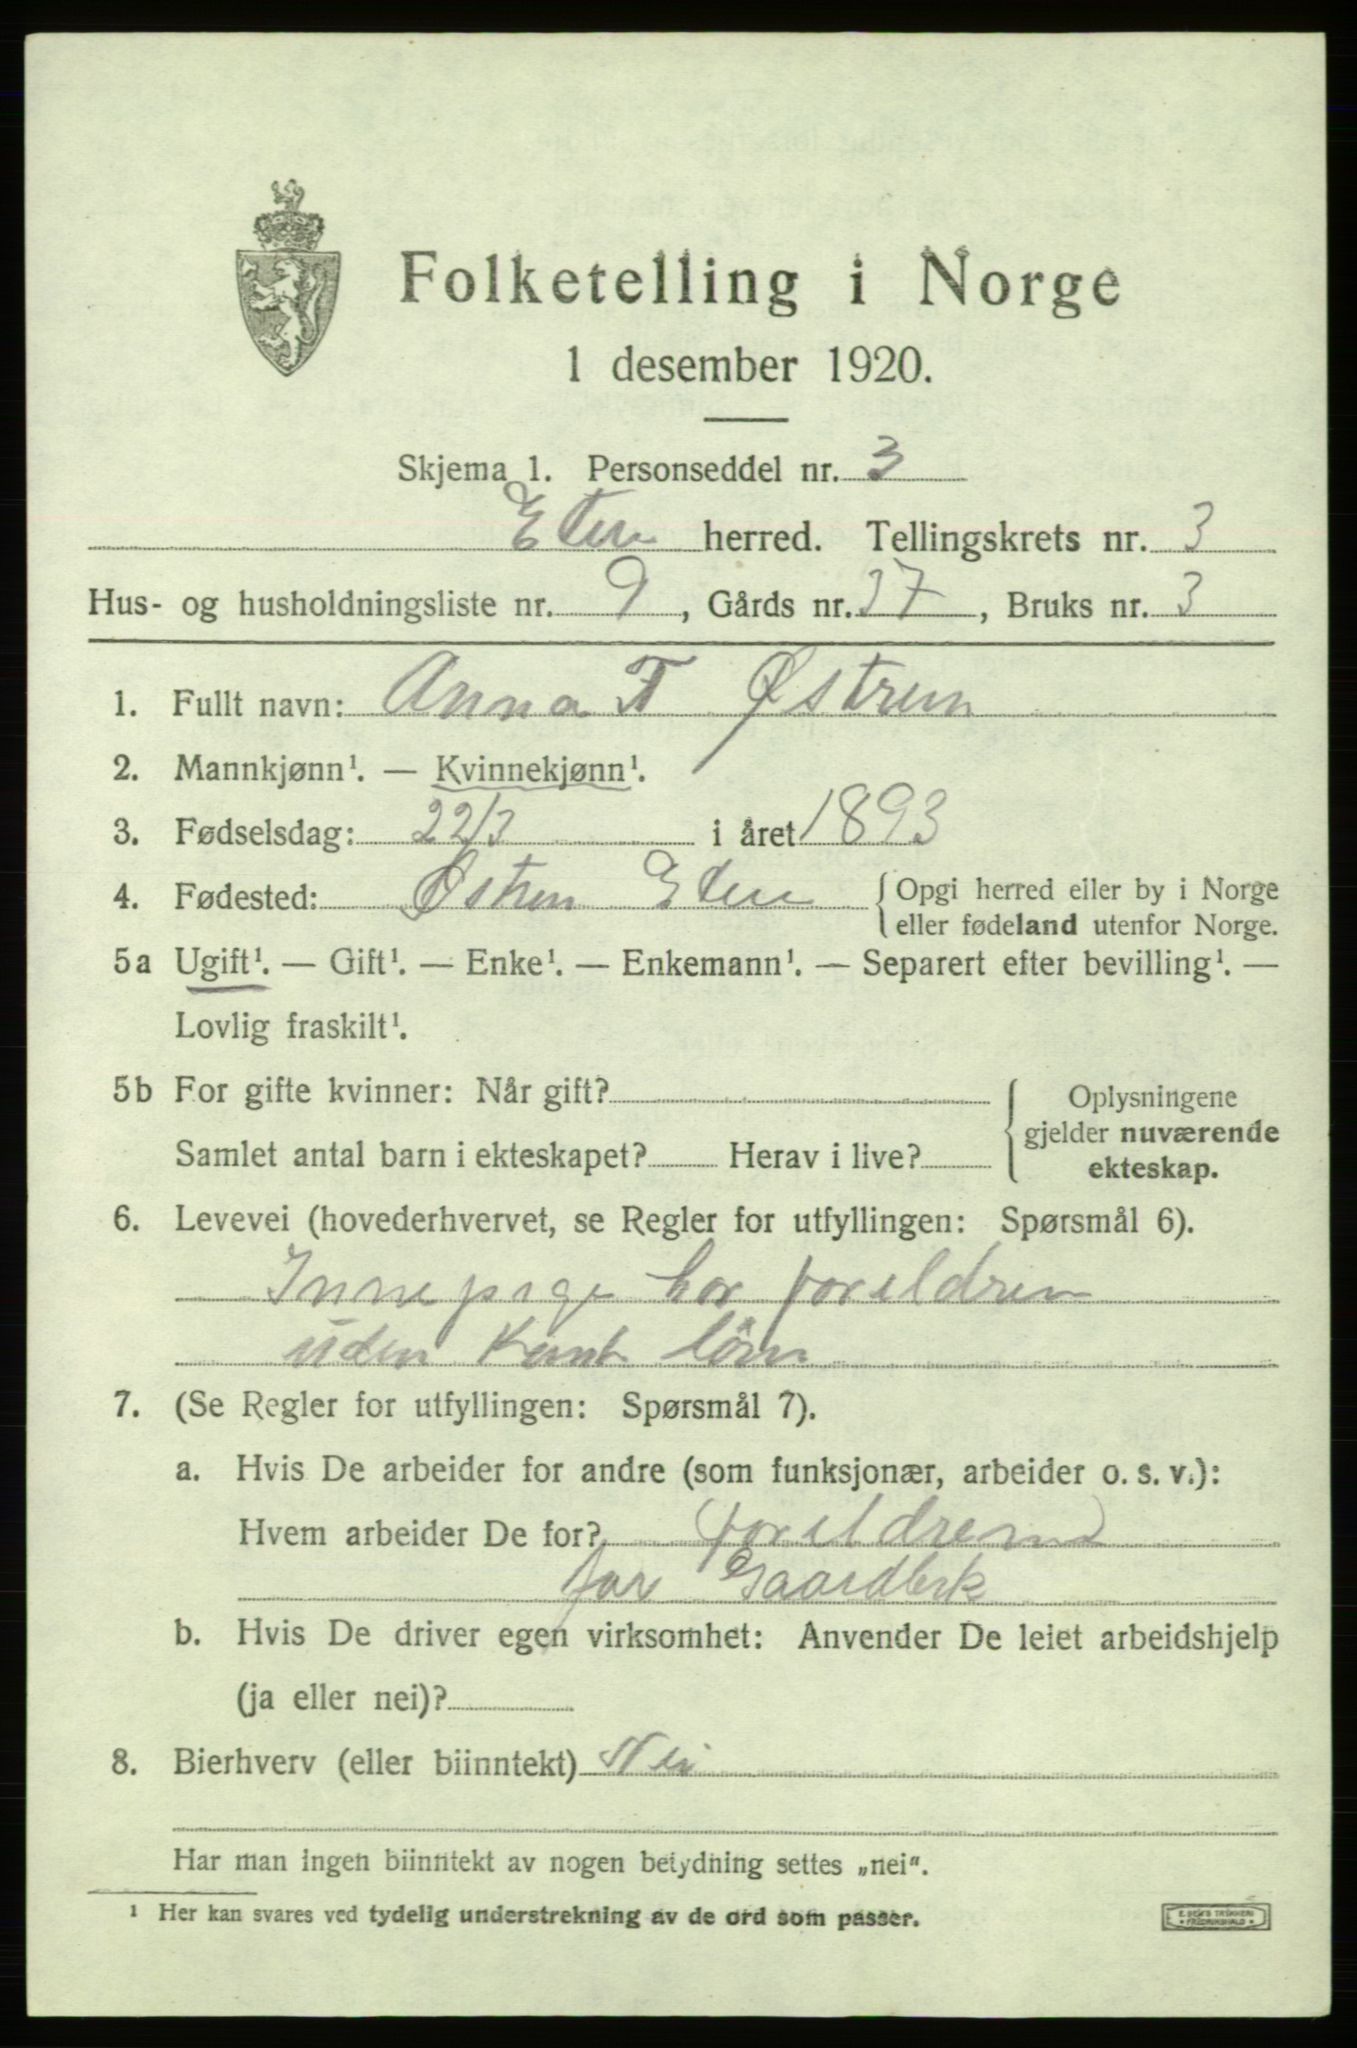 Folketelling i Norge
1 desember 1920.
Skjema 1. Personseddel nr. 3
Etne herred. Tellingskrets nr. 3
Hus- og husholdningsliste nr. 9, Gårds nr. 37, Bruks nr. 3
1. Fullt navn: Anna T Østrem
2. Mannkjønn¹. — Kvinnekjønn¹.
3. Fødselsdag: 22/3 i året 1893
4. Fødested: Østrem Etne { Opgi herred eller by i Norge
eller fødeland utenfor Norge.
5a Ugift¹. — Gift¹. — Enke¹. — Enkemann¹. — Separert efter bevilling¹. —
Lovlig fraskilt¹.
5b For gifte kvinner: Når gift? { Oplysningene
gjelder nuværende
Samlet antal barn i ekteskapet? Herav i live? ekteskap.
6. Levevei (hovederhvervet, se Regler for utfyllingen: Spørsmål 6).
Innepige hos foreldren
uden lön
7. (Se Regler for utfyllingen: Spørsmål 7).
a. Hvis De arbeider for andre (som funksjonær, arbeider o. s. v.):
Hvem arbeider De for? foreldrene
far Gaardbrk
b. Hvis De driver egen virksomhet: Anvender De leiet arbeidshjelp
(ja eller nei)?
8. Bierhverv (eller biinntekt) Nei
Har man ingen biinntekt av nogen betydning settes „nei“.
¹ Her kan svares ved tydelig understrekning av de ord som passer.